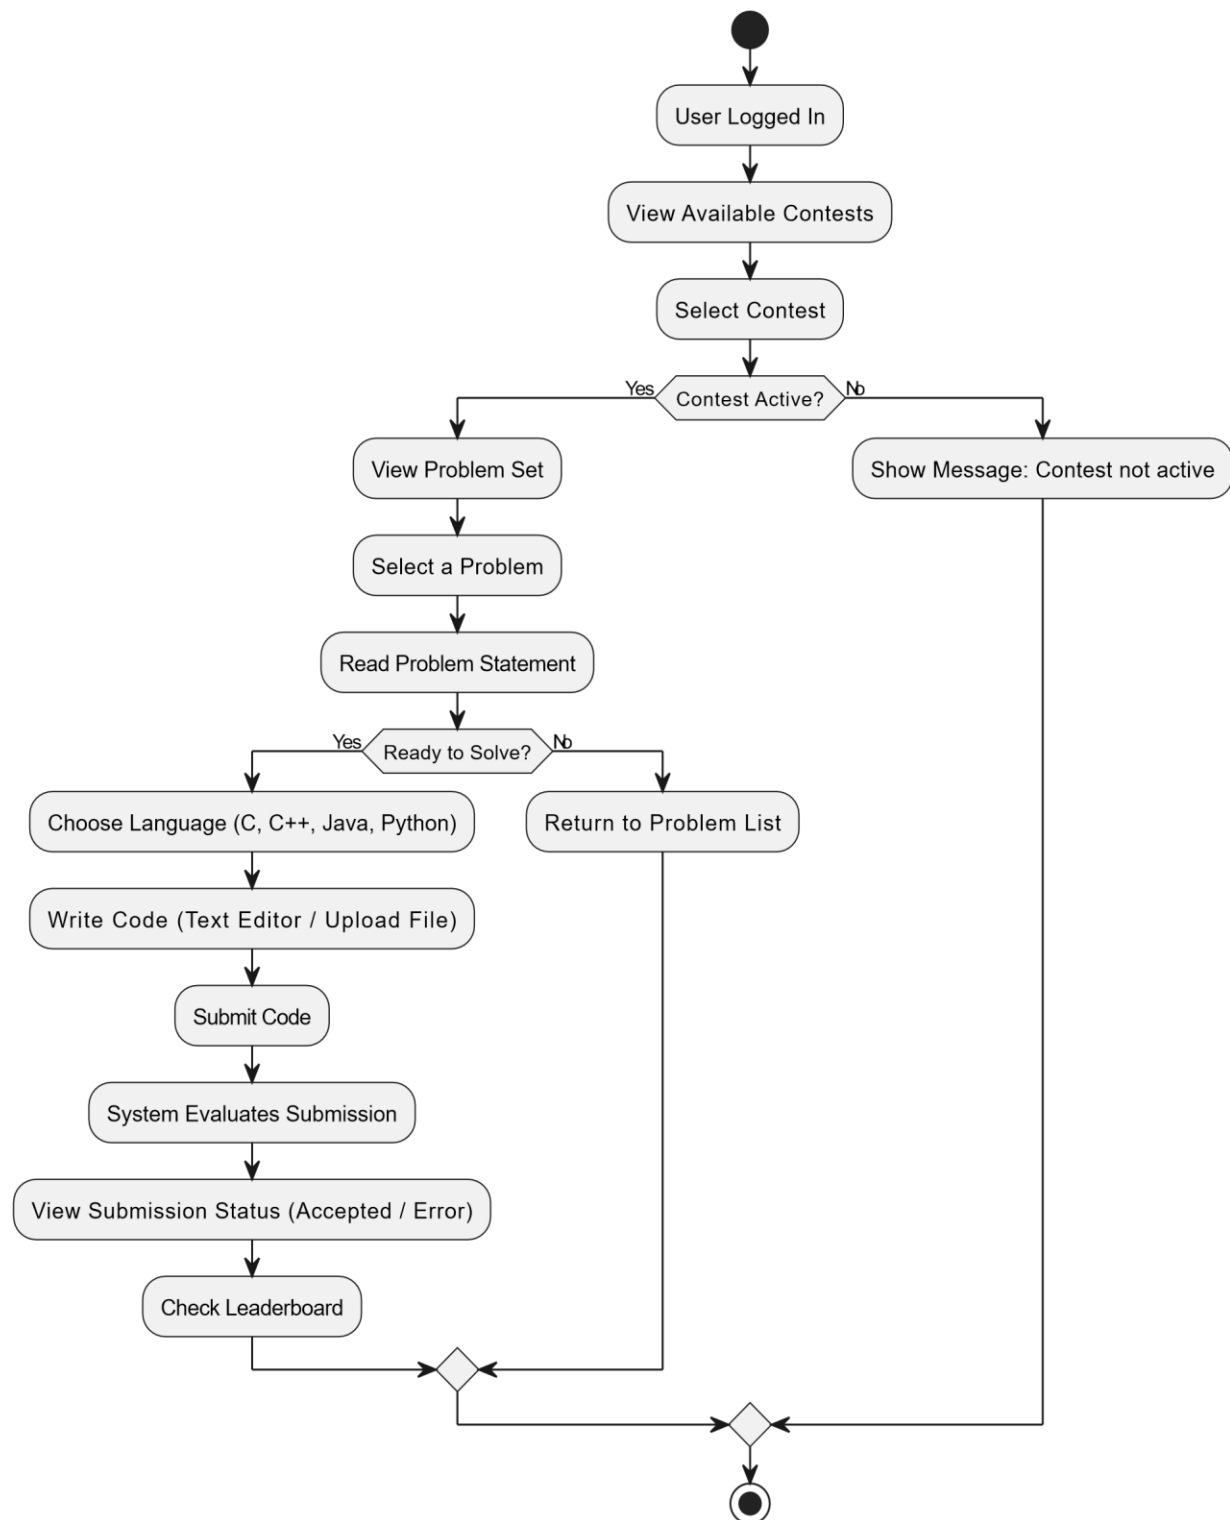 User Logged In
View Available Contests
Select Contest
Yes
Contest Active?
No
View Problem Set
Show Message: Contest not active
Select a Problem
Read Problem Statement
Yes
Ready to Solve?
No
Choose Language (C, C++, Java, Python)
Return to Problem List
Write Code (Text Editor / Upload File)
Submit Code
System Evaluates Submission
View Submission Status (Accepted / Error)
Check Leaderboard